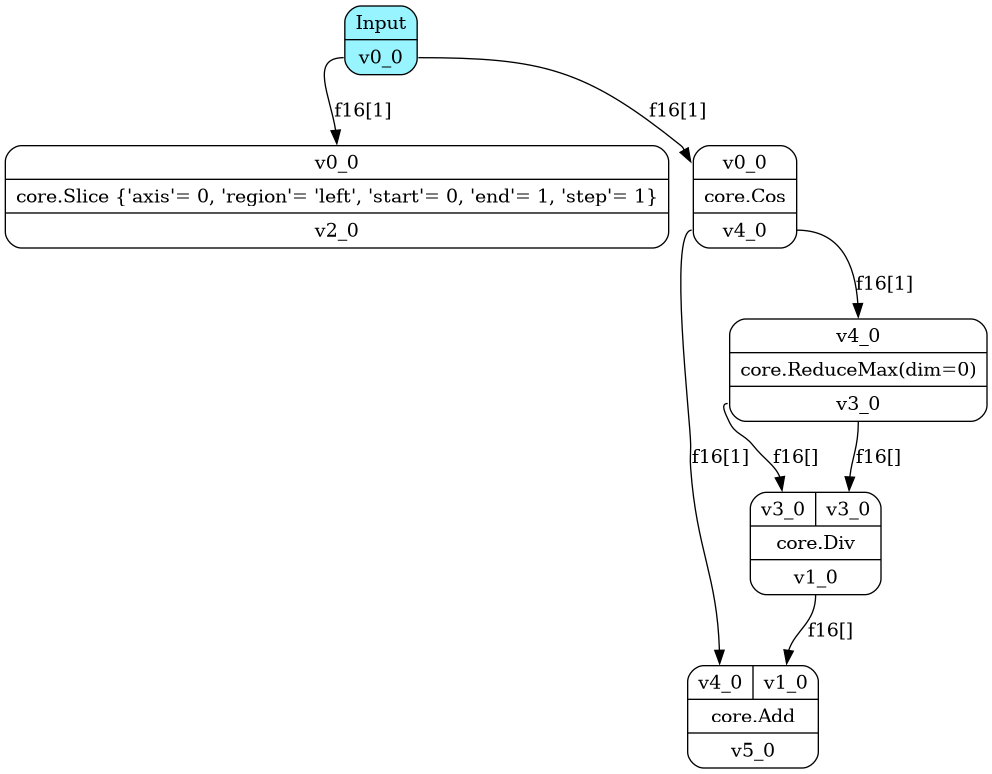 Input
v0_0
f16[1]
f16[1]
v0_0
core.Slice {'axis'= 0, 'region'= 'left', 'start'= 0, 'end'= 1, 'step'= 1}
v2_0
v0_0
core.Cos
v4_0
f16[1]
v4_0
core.ReduceMax(dim=0)
v3_0
f16[1]
f16[]
f16[]
v3_0
v3_0
core.Div
v1_0
f16[]
v4_0
v1_0
core.Add
v5_0